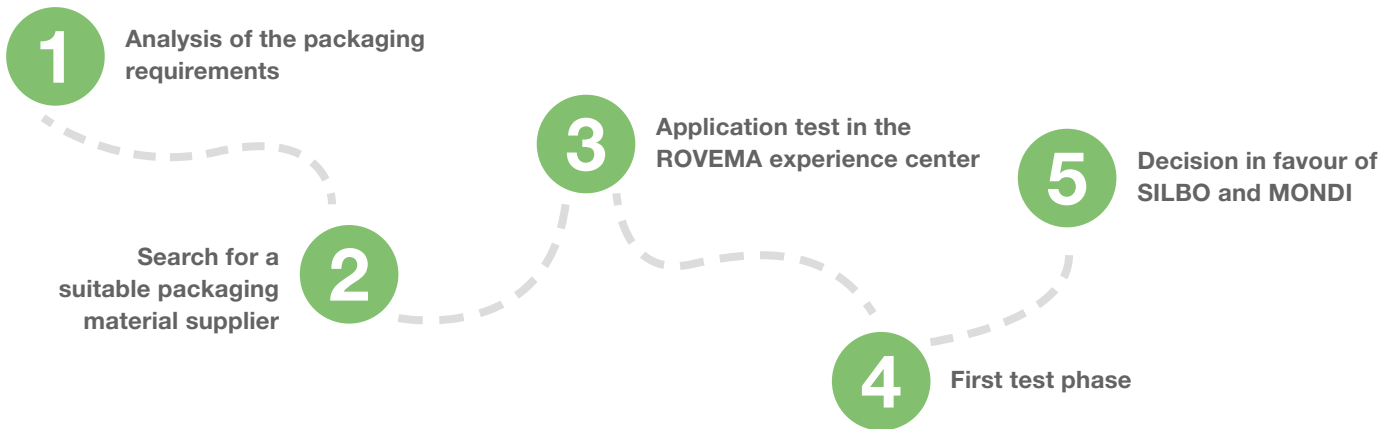 1
Analysis of the packaging
requirements
2
Search for a
suitable packaging
material supplier
3
Application test in the
ROVEMA experience center
4
First test phase
5
Decision in favour of
SILBO and MONDI